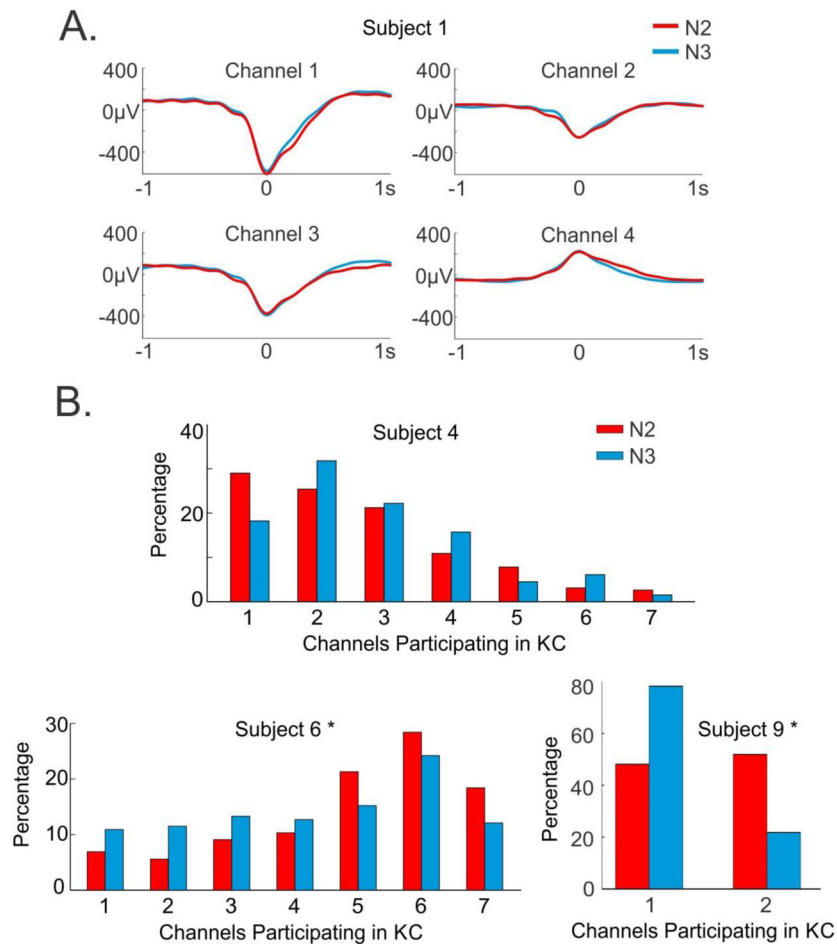 A.
Subject 1
N2
N3
Channel 1
400
0µV
-400
-1
0
1s
Channel 2
400
0µV
-400
-1
0
1s
Channel 3
400
0µV
-400
-1
0
1s
Channel 4
400
0µV
-400
-1
0
1s
B.
Subject 4
N2
N3
Percentage
40
20
0
1 2 3 4 5 6 7
Channels Participating in KC
Subject 6 *
Percentage
30
20
10
0
1 2 3 4 5 6 7
Channels Participating in KC
Subject 9 *
Percentage
80
60
40
20
0
1 2
Channels Participating in KC